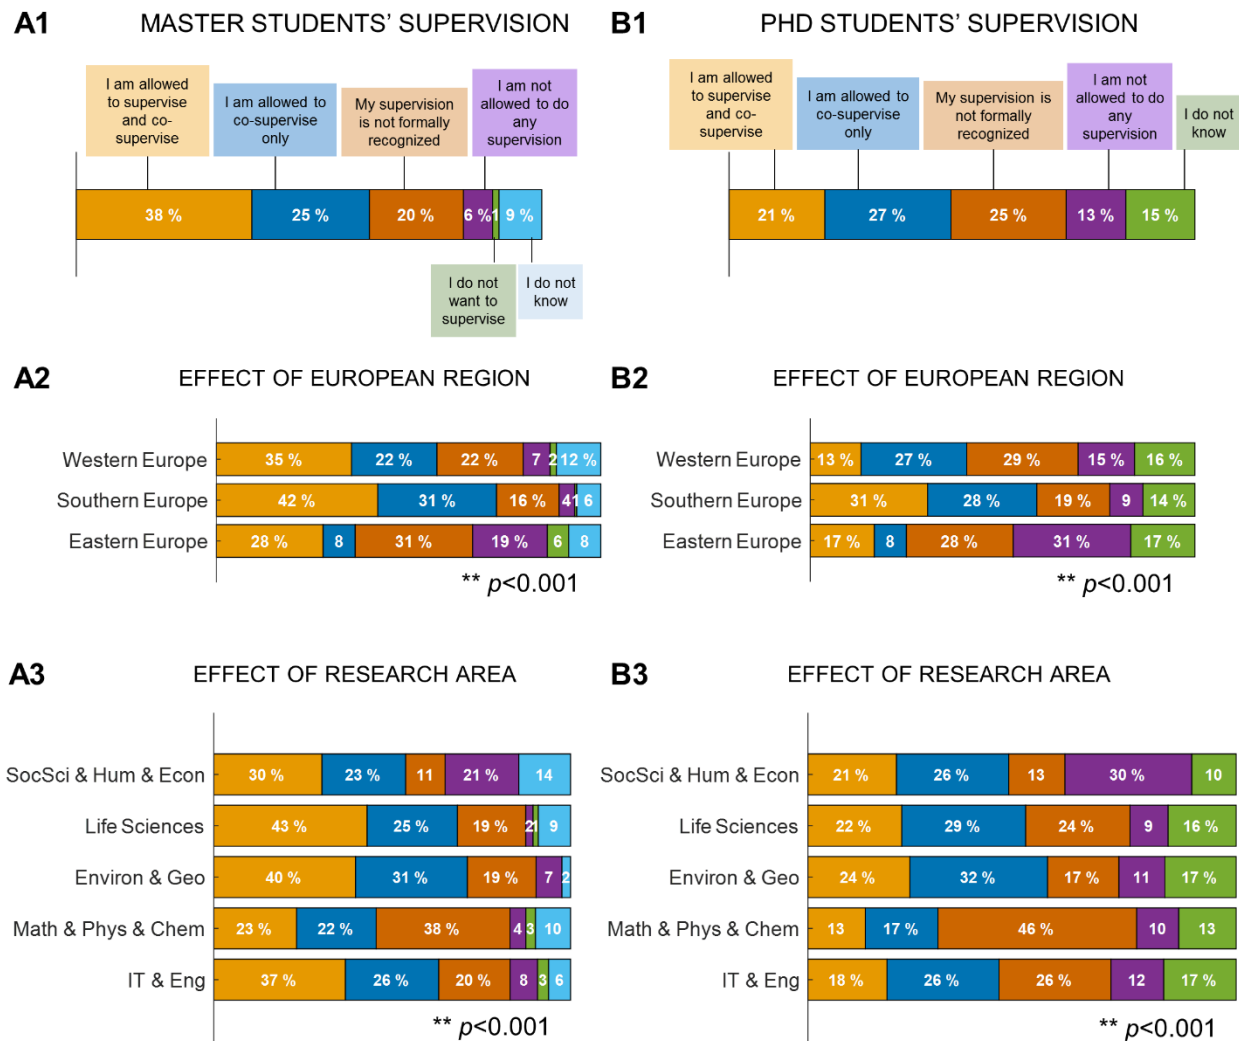 A1
MASTER STUDENTS' SUPERVISION
I am allowed
to supervise
and co-
supervise
I am allowed to
co-supervise
only
My supervision
is not formally
recognized
I am not
allowed to do
any
supervision
38 %
25 %
20 %
6 %
1
9 %
I do not
want to
supervise
I do not
know
B1
PHD STUDENTS' SUPERVISION
I am allowed
to supervise
and co-
supervise
I am allowed to
co-supervise
only
My supervision is
not formally
recognized
I am not
allowed to do
any
supervision
I do not
know
21 %
27 %
25 %
13 %
15 %
A2
EFFECT OF EUROPEAN REGION
Western Europe
35 %
22 %
22 %
7
2
12 %
Southern Europe
42 %
31 %
16 %
4
1
6
Eastern Europe
28 %
8
31 %
19 %
6
8
** p<0.001
B2
EFFECT OF EUROPEAN REGION
Western Europe
13 %
27 %
29 %
15 %
16 %
Southern Europe
31 %
28 %
19 %
9
14 %
Eastern Europe
17 %
8
28 %
31 %
17 %
** p<0.001
A3
EFFECT OF RESEARCH AREA
SocSci & Hum & Econ
30 %
23 %
11
21 %
14
Life Sciences
43 %
25 %
19 %
2
1
9
Environ & Geo
40 %
31 %
19 %
7
2
Math & Phys & Chem
23 %
22 %
38 %
4
3
10
IT & Eng
37 %
26 %
20 %
8
3
6
** p<0.001
B3
EFFECT OF RESEARCH AREA
SocSci & Hum & Econ
21 %
26 %
13
30 %
10
Life Sciences
22 %
29 %
24 %
9
16 %
Environ & Geo
24 %
32 %
17 %
11
17 %
Math & Phys & Chem
13
17 %
46 %
10
13
IT & Eng
18 %
26 %
26 %
12
17 %
** p<0.001